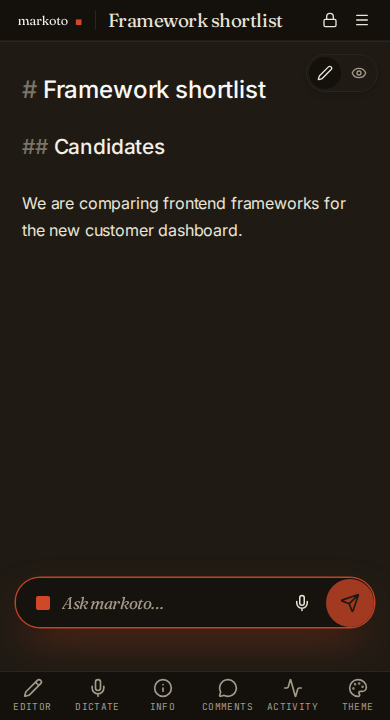 markoto
Framework shortlist
# Framework shortlist
## Candidates
We are comparing frontend frameworks for
the new customer dashboard.
Ask markoto...
EDITOR DICTATE INFO COMMENTS ACTIVITY THEME